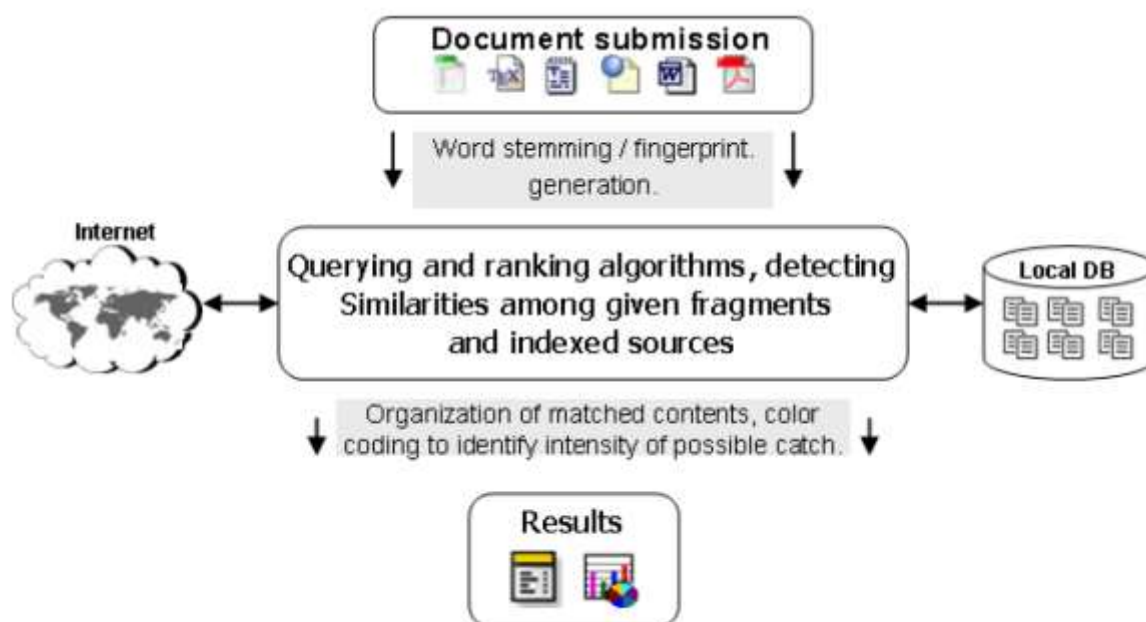 Document submission
TEX
W
Word stemming / fingerprint.
generation.
Internet
Querying and ranking algorithms, detecting
Similarities among given fragments
and indexed sources
Local DB
Organization of matched contents, color
coding to identify intensity of possible catch.
Results